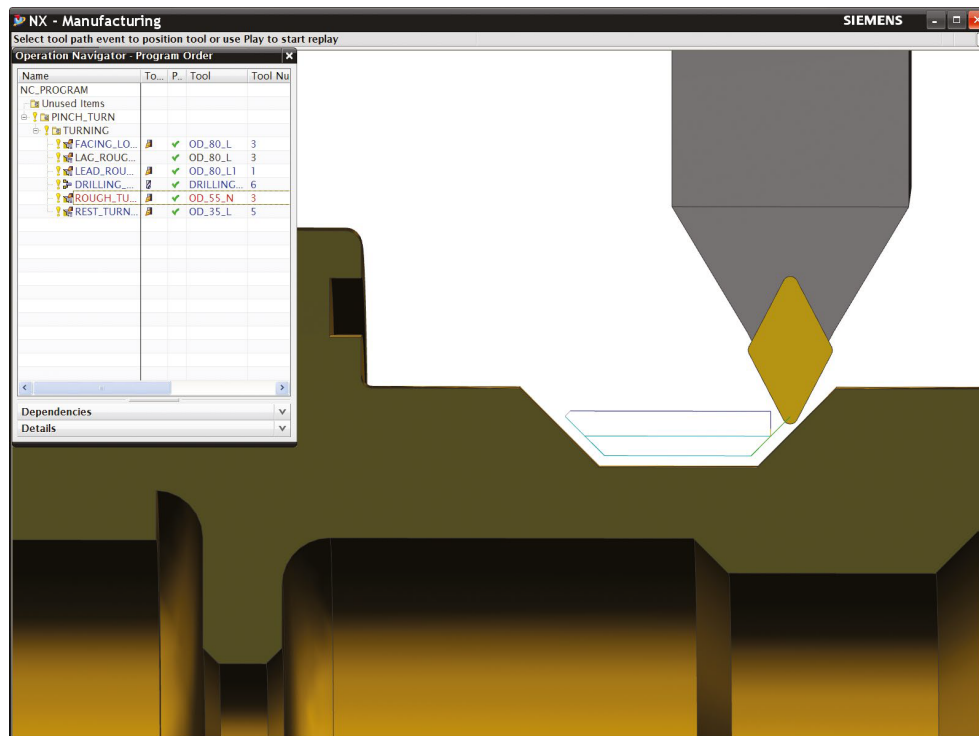 NX - Manufacturing SIEMENS
Select tool path event to position tool or use Play to start replay
Operation Navigator - Program Order
Name To... P.. Tool Tool Nu
NC_PROGRAM
Unused Items
PINCH_TURN
TURNING
FACING_LO... OD_80_L 3
LAG_ROUG... OD_80_L 3
LEAD_ROU... OD_80_L1 1
DRILLING_... DRILLING... 6
ROUGH_TU... OD_55_N 3
REST_TURN... OD_35_L 5
Dependencies
Details